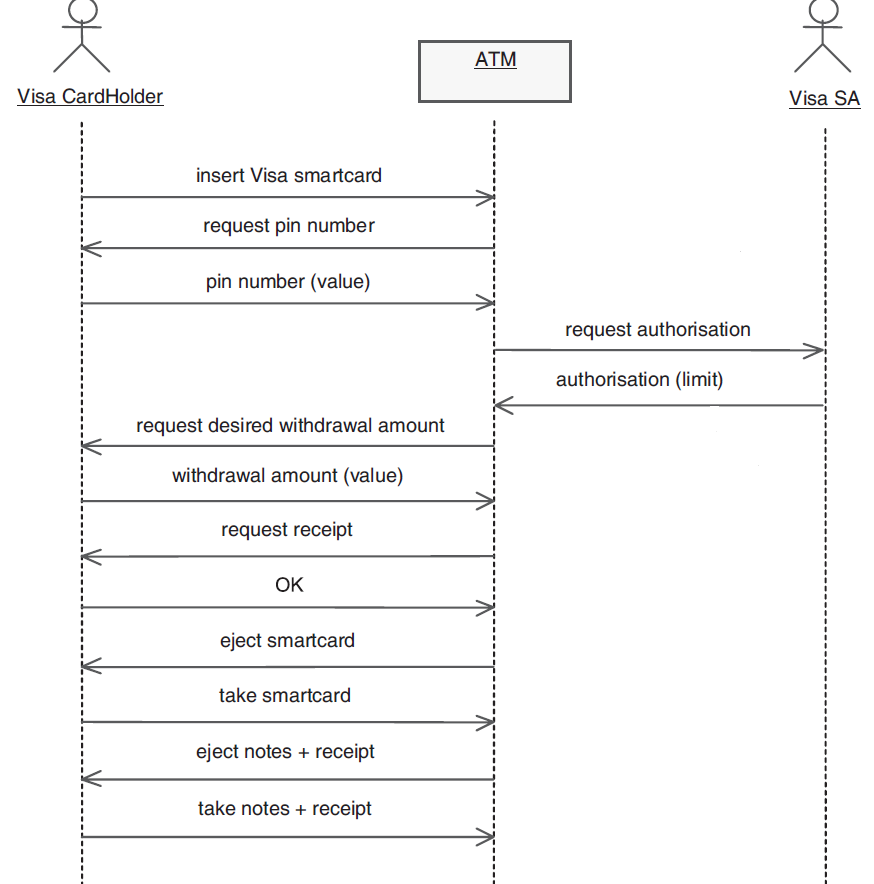 ATM
Visa CardHolder
Visa SA
insert Visa smartcard
request pin number
pin number (value)
request authorisation
authorisation (limit)
request desired withdrawal amount
withdrawal amount (value)
request receipt
OK
eject smartcard
take smartcard
eject notes + receipt
take notes + receipt